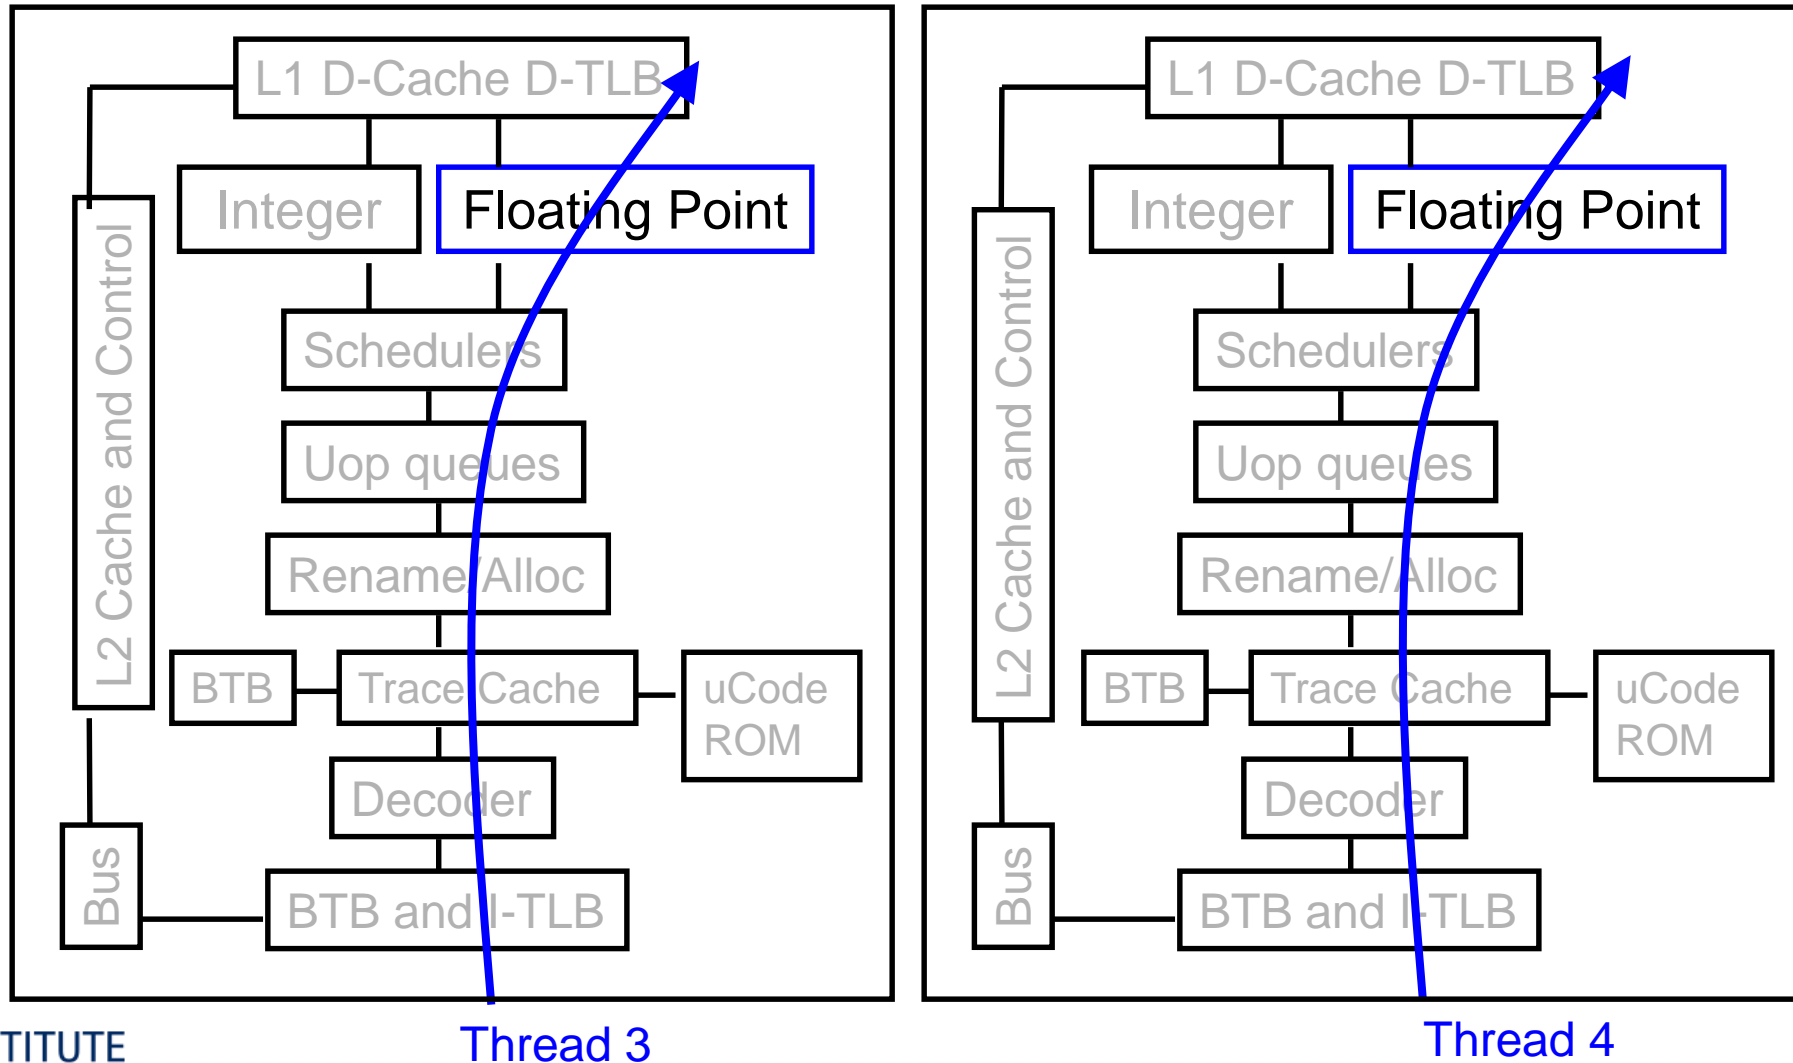 L1 D-Cache D-TLB
Integer
Floating Point
L2 Cache and Control
Schedulers
Uop queues
Rename/Alloc
BTB
Trace Cache
uCode
ROM
Decoder
Bus
BTB and I-TLB
Thread 3
L1 D-Cache D-TLB
Integer
Floating Point
L2 Cache and Control
Schedulers
Uop queues
Rename/Alloc
BTB
Trace Cache
uCode
ROM
Decoder
Bus
BTB and I-TLB
Thread 4
TITUTE